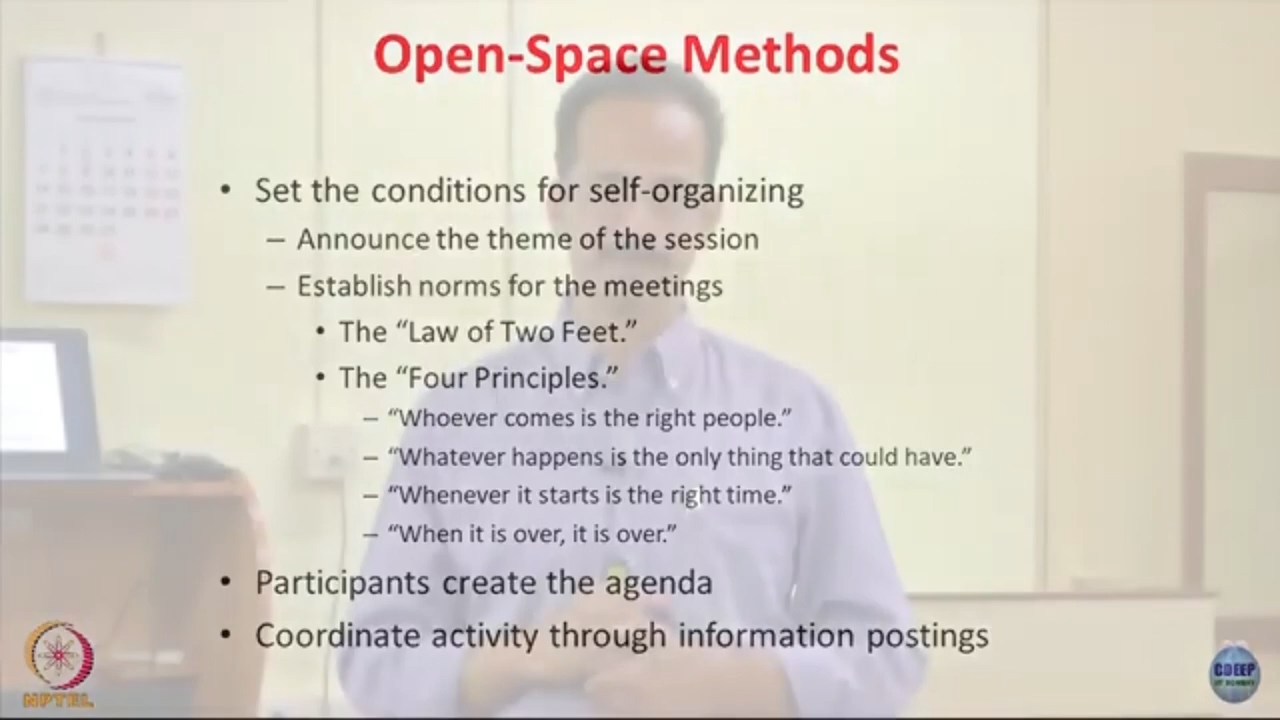 Open-Space Methods
• Set the conditions for self-organizing
– Announce the theme of the session
– Establish norms for the meetings
• The “Law of Two Feet.”
• The “Four Principles.”
– “Whoever comes is the right people.”
– “Whatever happens is the only thing that could have.”
– “Whenever it starts is the right time.”
– “When it is over, it is over.”
• Participants create the agenda
• Coordinate activity through information postings
NPTEL
CDEEP
IIT BOMBAY